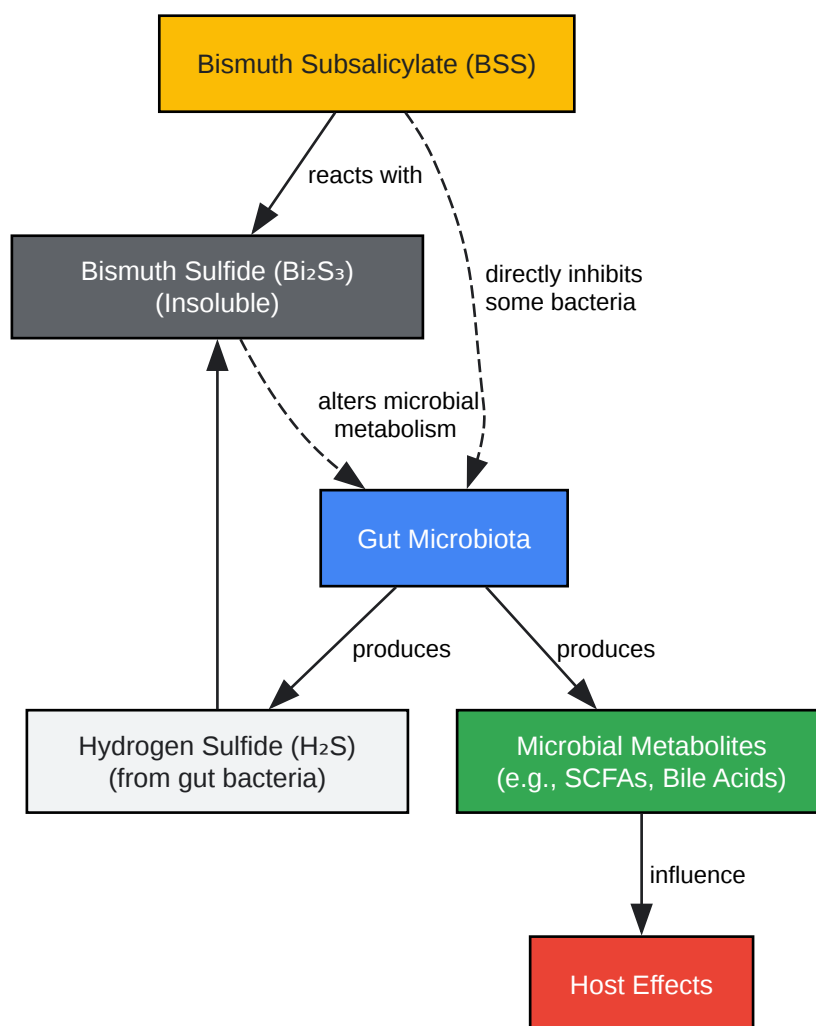 Bismuth Subsalicylate (BSS)
reacts with
Bismuth Sulfide (Bi₂S₃)
(Insoluble)
directly inhibits
some bacteria
alters microbial
metabolism
Gut Microbiota
produces
produces
Hydrogen Sulfide (H₂S)
(from gut bacteria)
Microbial Metabolites
(e.g., SCFAs, Bile Acids)
influence
Host Effects